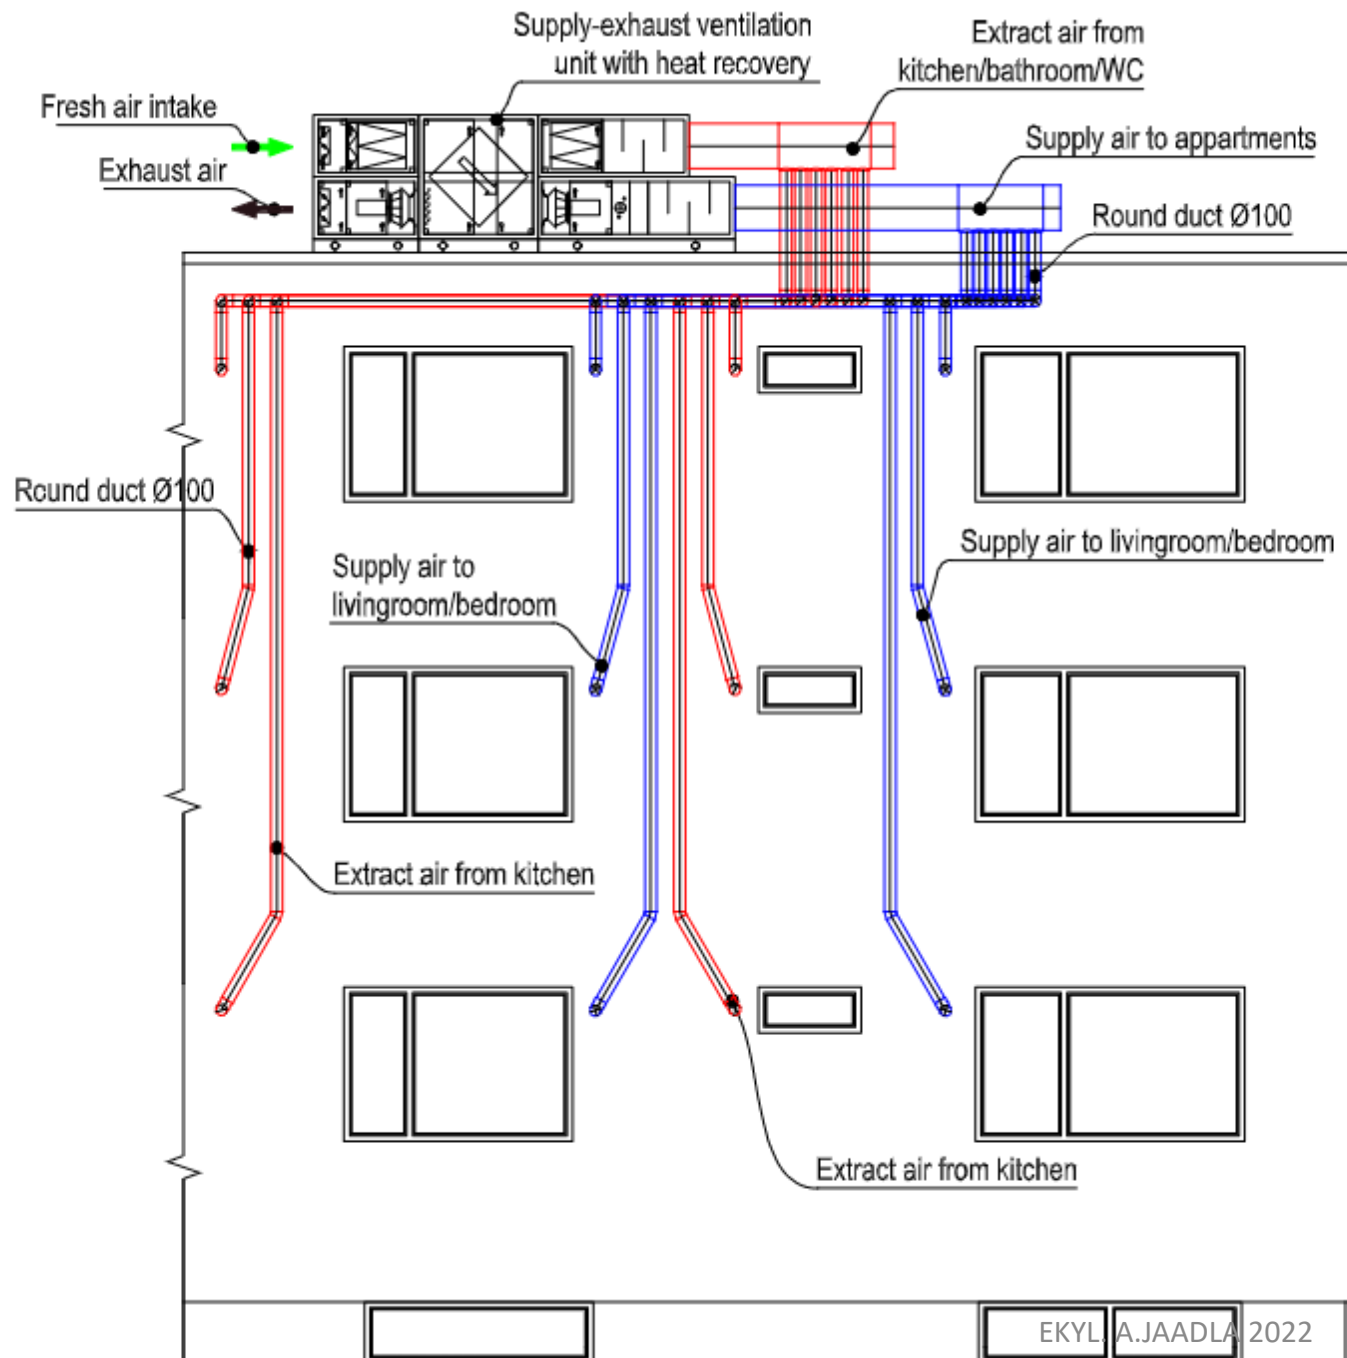 Supply-exhaust ventilation
unit with heat recovery
Extract air from
kitchen/bathroom/WC
Fresh air intake
Supply air to appartments
Exhaust air
Round duct Ø100
Round duct Ø100
Supply air to livingroom/bedroom
Supply air to
livingroom/bedroom
Extract air from kitchen
Extract air from kitchen
EKYL. A.JAADLA 2022